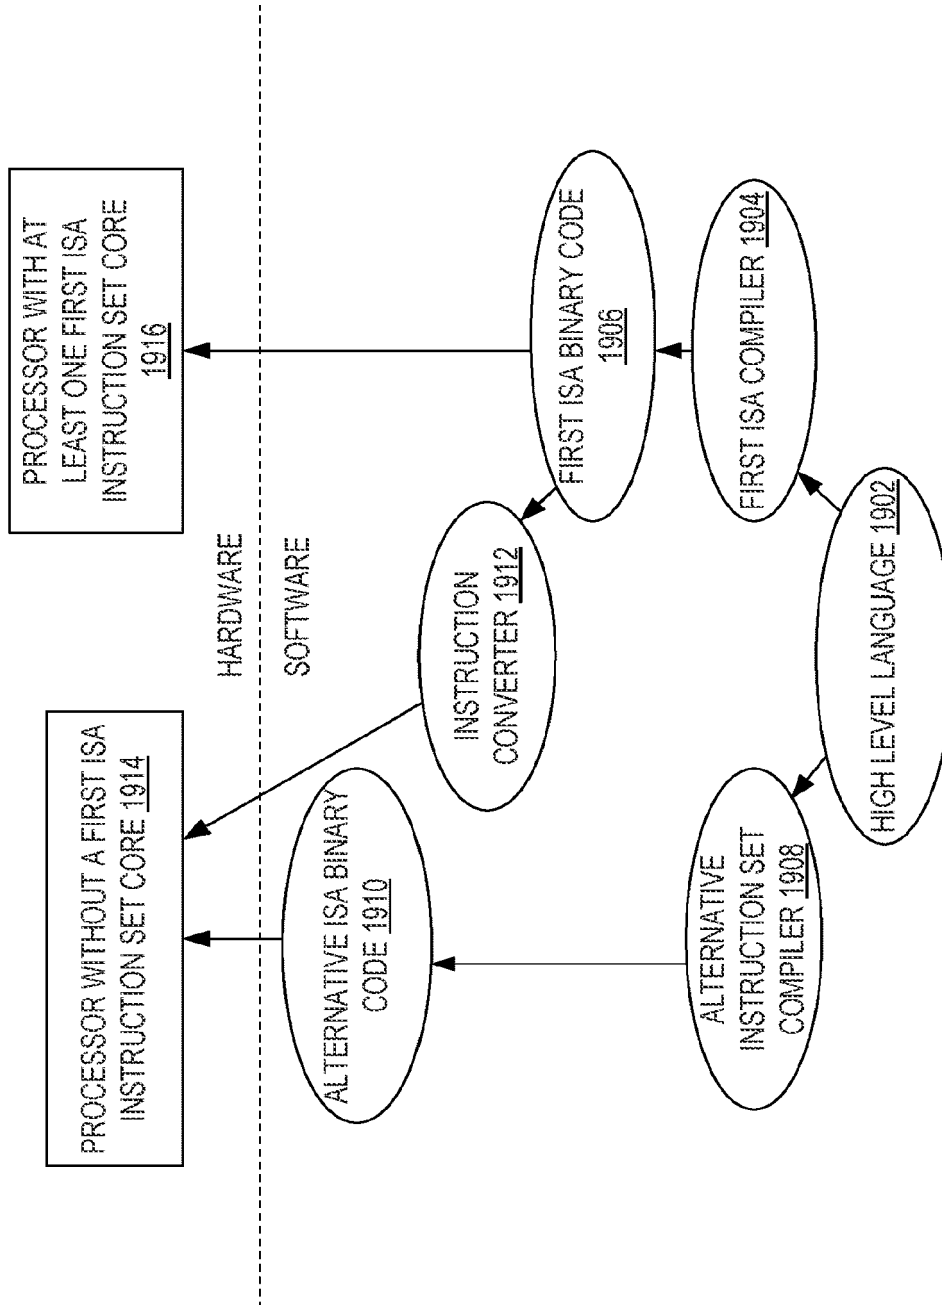 PROCESSOR WITHOUT A FIRST ISA
INSTRUCTION SET CORE 1914
PROCESSOR WITH AT
LEAST ONE FIRST ISA
INSTRUCTION SET CORE
1916
HARDWARE
SOFTWARE
ALTERNATIVE ISA BINARY
CODE 1910
INSTRUCTION
CONVERTER 1912
FIRST ISA BINARY CODE
1906
ALTERNATIVE
INSTRUCTION SET
COMPILER 1908
FIRST ISA COMPILER 1904
HIGH LEVEL LANGUAGE 1902